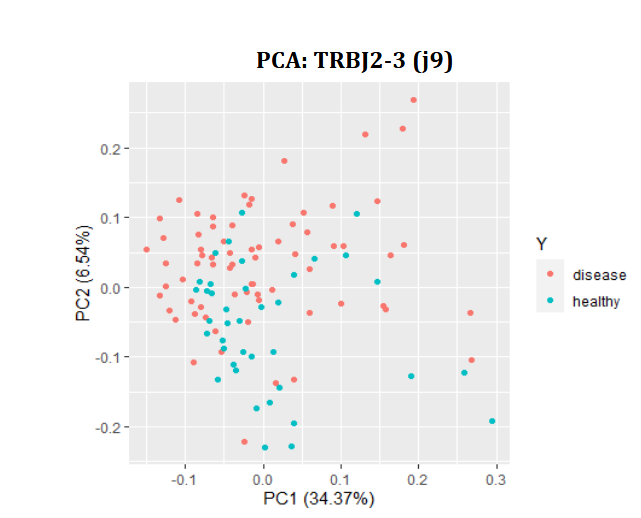 PCA: TRBJ2-3 (j9)
0.2
0.1
0.0
-0.1
-0.2
PC2 (6.54%)
-0.1 0.0 0.1 0.2 0.3
PC1 (34.37%)
Y
disease
healthy